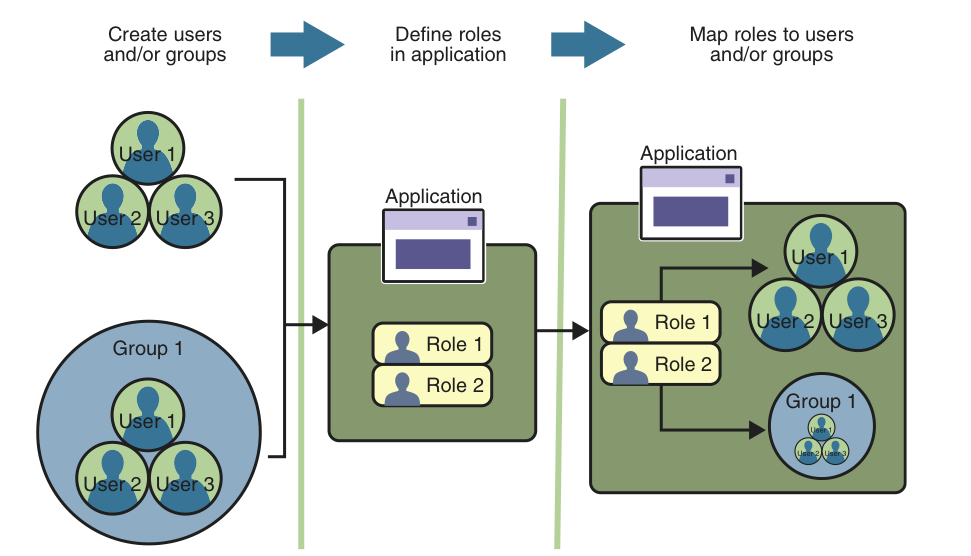 Create users
and/or groups
Define roles
in application
Map roles to users
and/or groups
User 1
User 2
User 3
Group 1
User 1
User 2
User 3
Application
Role 1
Role 2
Application
Role 1
Role 2
User 1
User 2
User 3
Group 1
User 1
User 2
User 3